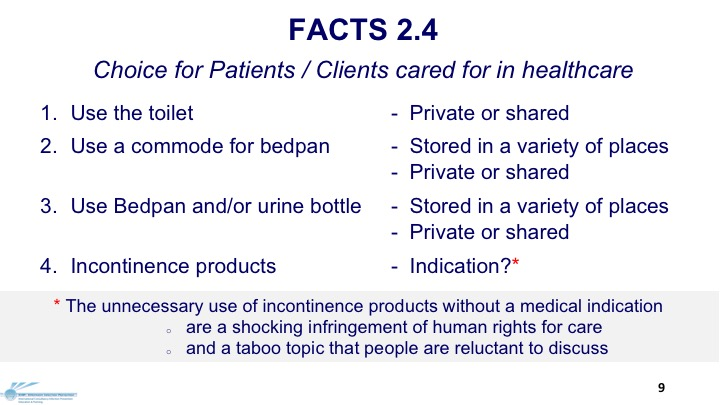 FACTS 2.4
Choice for Patients / Clients cared for in healthcare
1. Use the toilet - Private or shared
2. Use a commode for bedpan - Stored in a variety of places
- Private or shared
3. Use Bedpan and/or urine bottle - Stored in a variety of places
- Private or shared
4. Incontinence products - Indication?*
* The unnecessary use of incontinence products without a medical indication
○ are a shocking infringement of human rights for care
○ and a taboo topic that people are reluctant to discuss
9